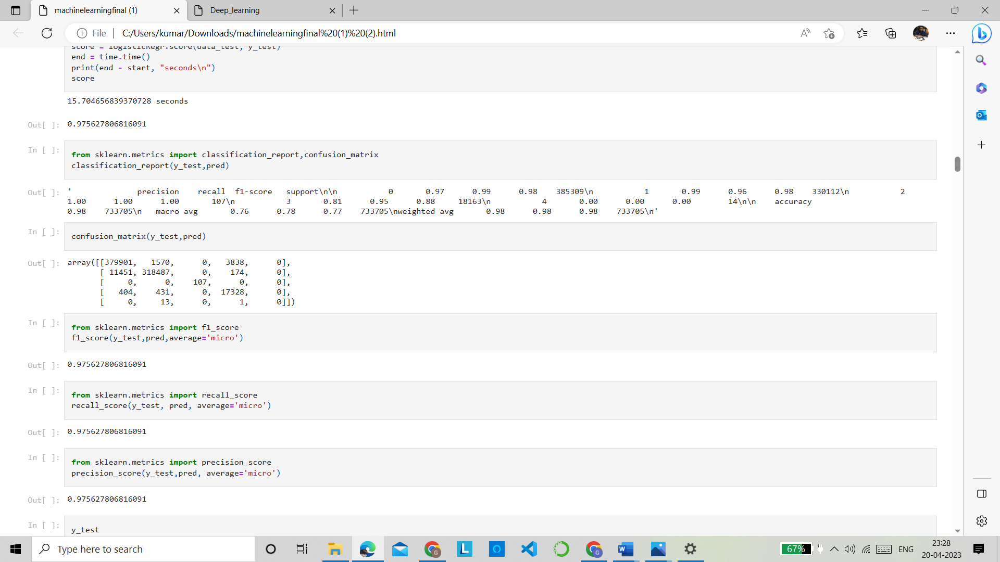 machinelearningfinal (1)
Deep_learning
File
C:/Users/kumar/Downloads/machinelearningfinal%20(1)%20(2).html
score = logisticRegr.score(data_test, y_test)
end = time.time()
print(end - start, "seconds\n")
score
15.704656839370728 seconds
Out[ ]: 0.975627806816091
In [ ]: from sklearn.metrics import classification_report,confusion_matrix
classification_report(y_test,pred)
Out[ ]: '              precision    recall  f1-score   support\n\n           0       0.97      0.99      0.98    385309\n           1       0.99      0.96      0.98    330112\n           2
1.00      1.00      1.00       107\n           3       0.81      0.95      0.88     18163\n           4       0.00      0.00      0.00        14\n\n    accuracy
0.98    733705\n   macro avg       0.76      0.78      0.77    733705\nweighted avg       0.98      0.98      0.98    733705\n'
In [ ]: confusion_matrix(y_test,pred)
Out[ ]: array([[379901,   1570,      0,   3838,      0],
[ 11451, 318487,      0,    174,      0],
[     0,      0,    107,      0,      0],
[   404,    431,      0,  17328,      0],
[     0,     13,      0,      1,      0]])
In [ ]: from sklearn.metrics import f1_score
f1_score(y_test,pred,average='micro')
Out[ ]: 0.975627806816091
In [ ]: from sklearn.metrics import recall_score
recall_score(y_test, pred, average='micro')
Out[ ]: 0.975627806816091
In [ ]: from sklearn.metrics import precision_score
precision_score(y_test,pred, average='micro')
Out[ ]: 0.975627806816091
In [ ]: y_test
Type here to search
67%
ENG
23:28
20-04-2023